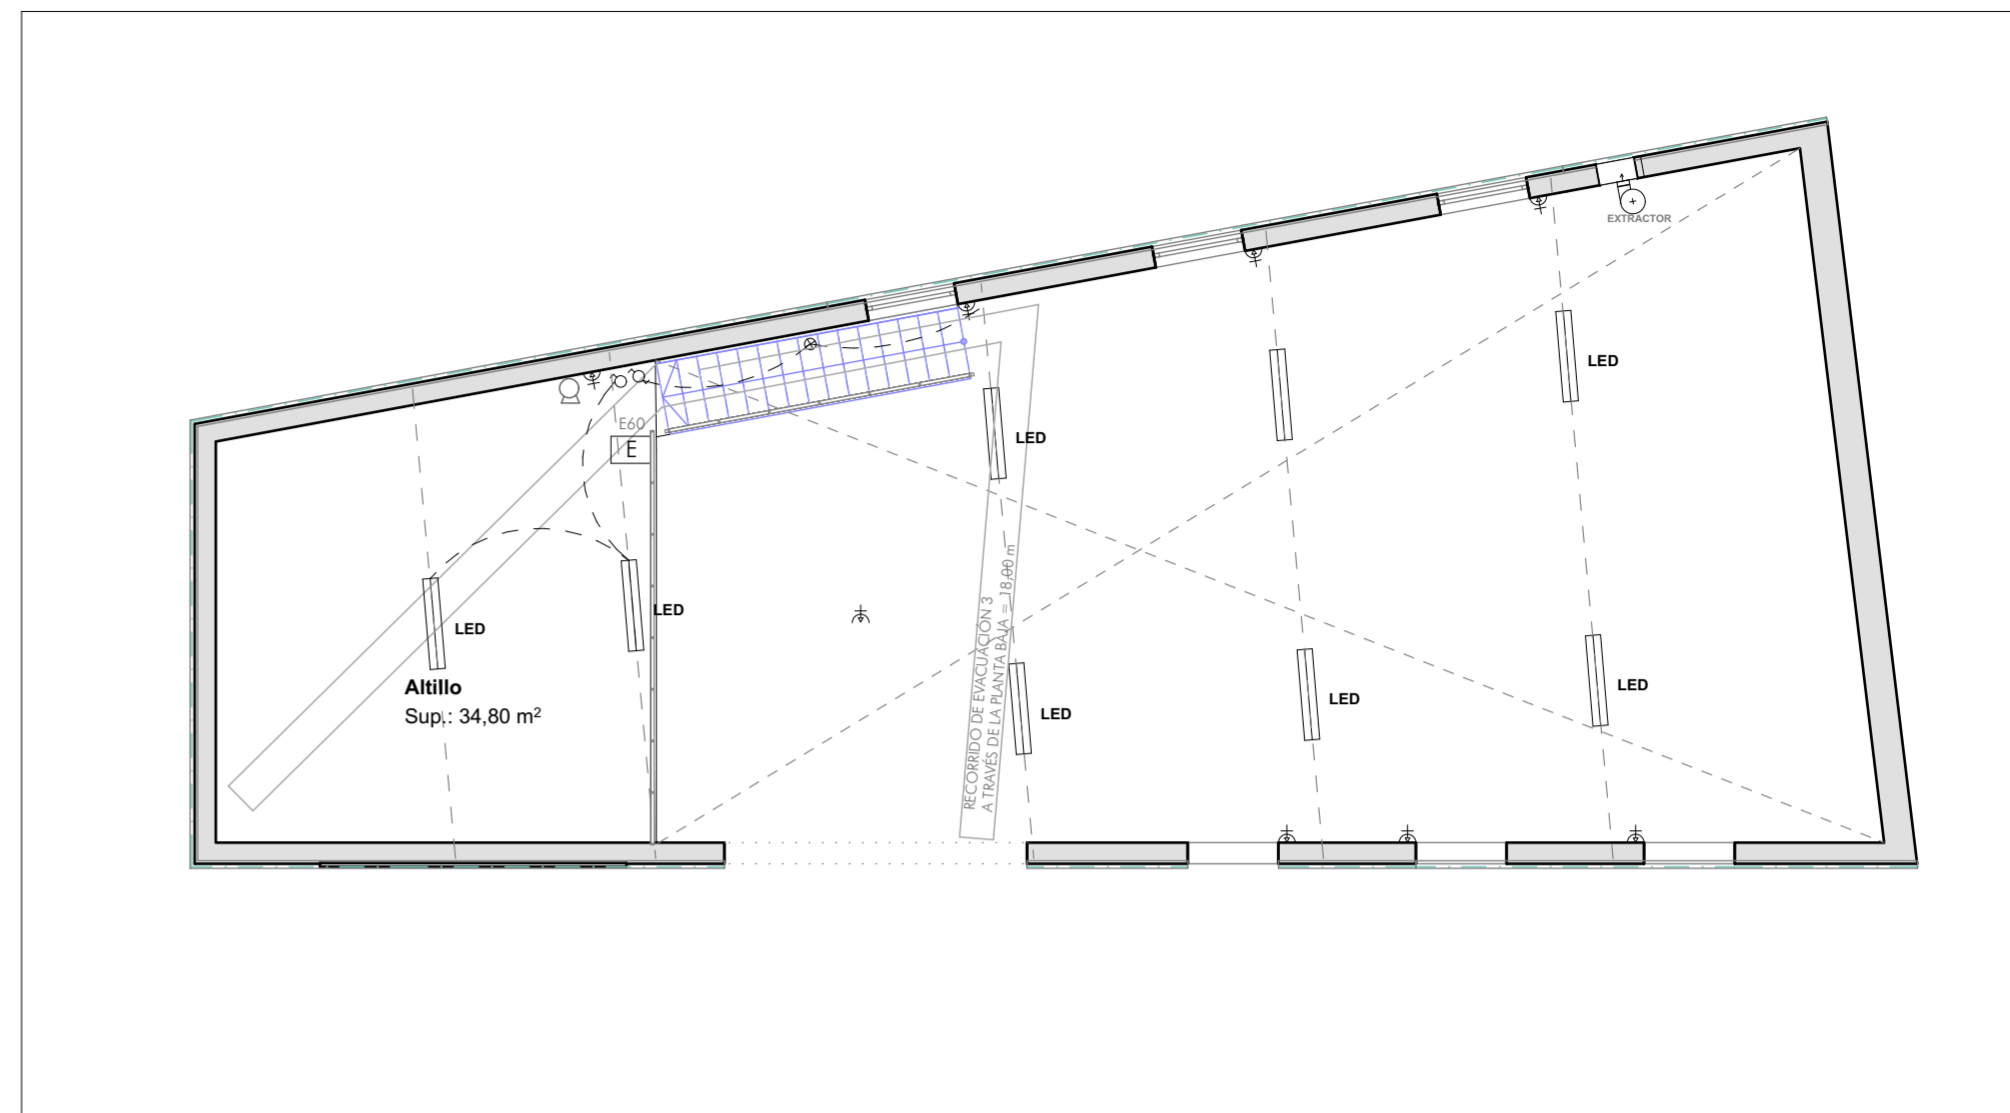 EXTRACTOR
LED
E60
LED
E
LED
LED
RECORRIDO DE EVACUACIÓN 3
A TRAVÉS DE LA PLANTA BAJA = 18,00 m
Altillo
Sup.: 34,80 m²
LED
LED
LED
LED